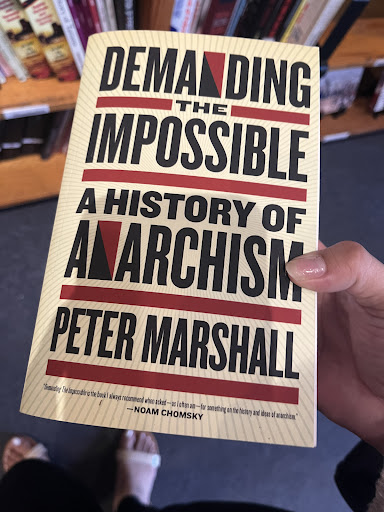 DEMANDING
THE
IMPOSSIBLE
A HISTORY OF
ANARCHISM
PETER MARSHALL
"Demanding The Impossible is the book I always recommend when asked—as I often am—for something on the history and ideas of anarchism."
—NOAM CHOMSKY